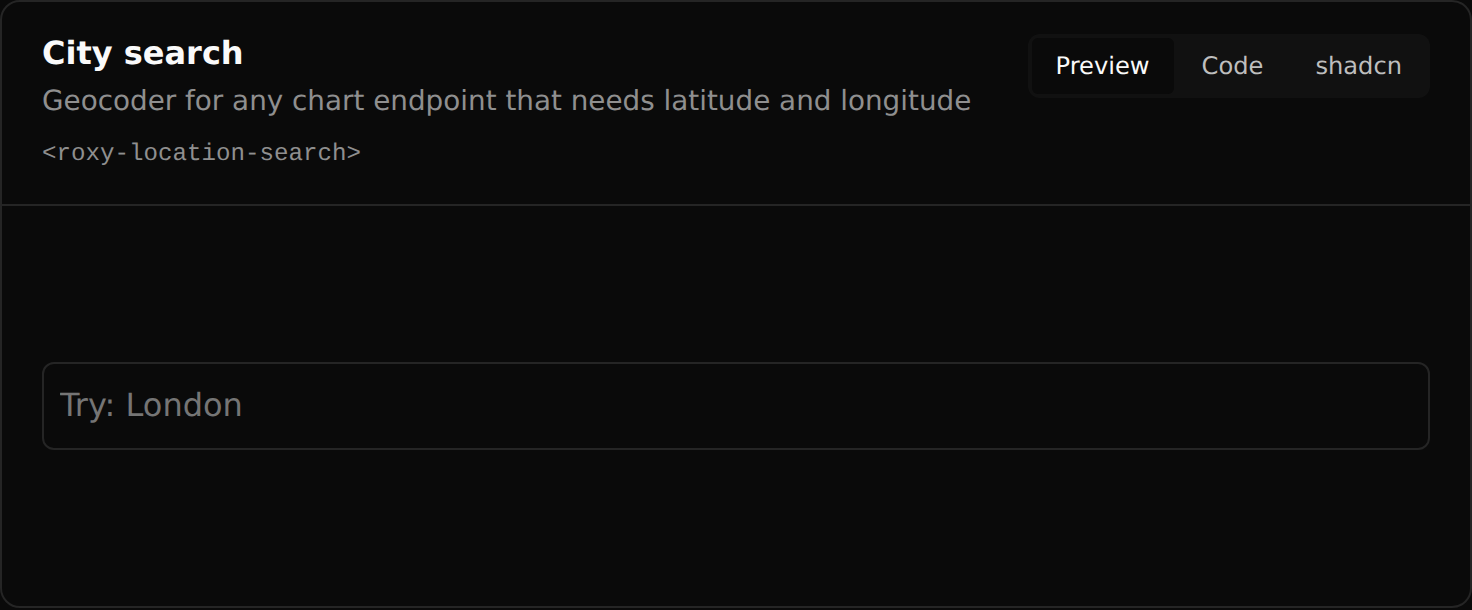 City search
Preview
Code
shadcn
Geocoder for any chart endpoint that needs latitude and longitude
<roxy-location-search>
Try: London